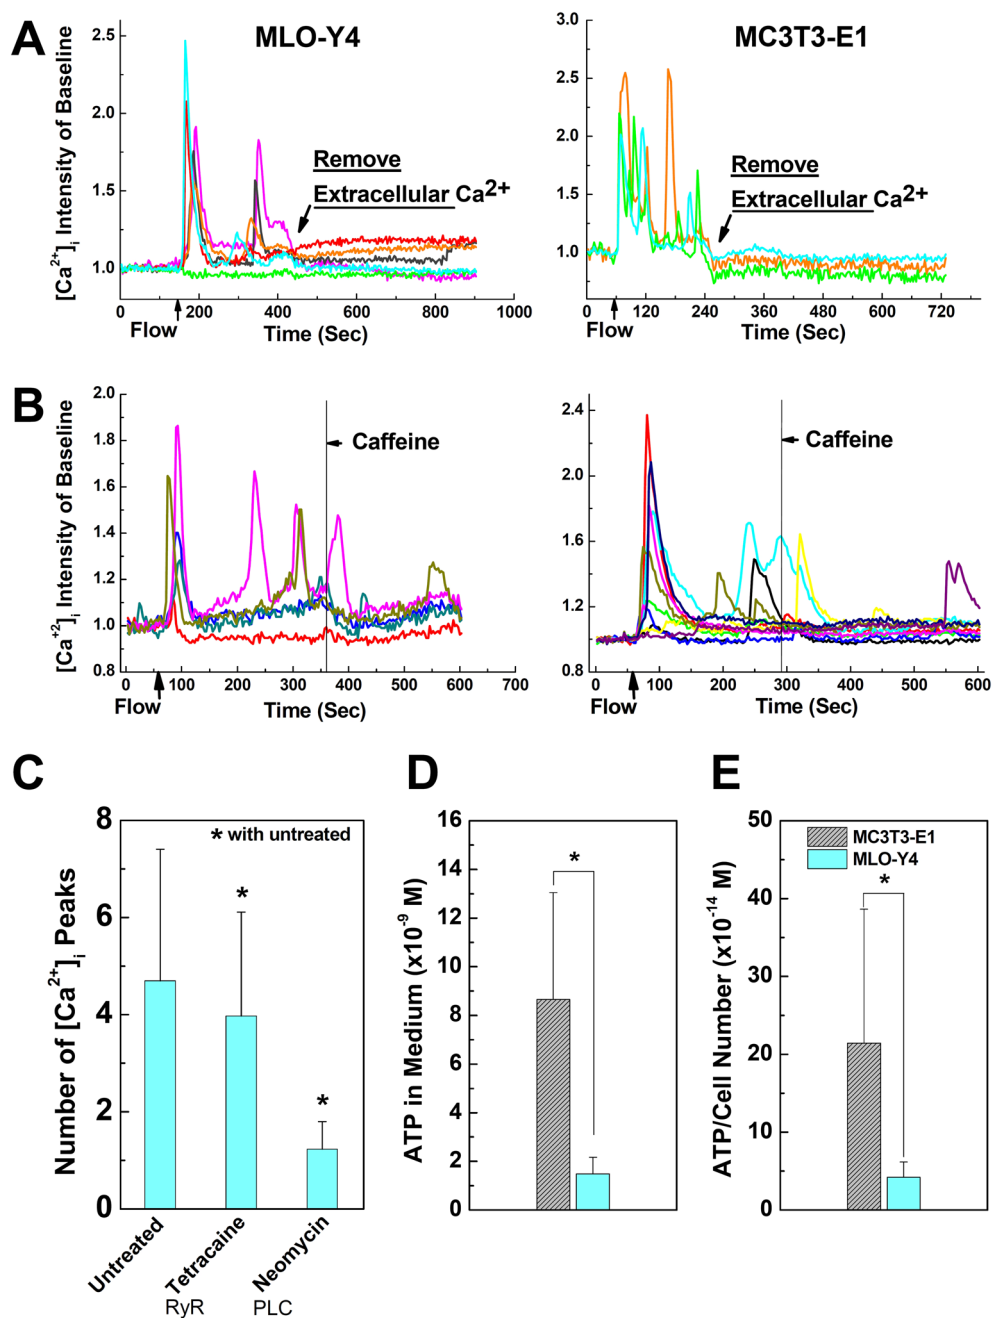 A
MLO-Y4
MC3T3-E1
[Ca2+]i Intensity of Baseline
2.5
2.0
1.5
1.0
Remove
Extracellular Ca2+
0
200
400
600
800
1000
Flow
Time (Sec)
3.0
2.5
2.0
1.5
1.0
Remove
Extracellular Ca2+
0
120
240
360
480
600
720
Flow
Time (Sec)
B
[Ca+2]i Intensity of Baseline
2.0
1.8
1.6
1.4
1.2
1.0
0.8
Caffeine
0
100
200
300
400
500
600
700
Flow
Time (Sec)
2.4
2.0
1.6
1.2
0.8
Caffeine
0
100
200
300
400
500
600
Flow
Time (Sec)
C
Number of [Ca2+]i Peaks
8
6
4
2
0
* with untreated
*
*
Untreated
Tetracaine
Neomycin
RyR
PLC
D
ATP in Medium (x10-9 M)
16
14
12
10
8
6
4
2
0
*
E
ATP/Cell Number (x10-14 M)
50
40
30
20
10
0
MC3T3-E1
MLO-Y4
*